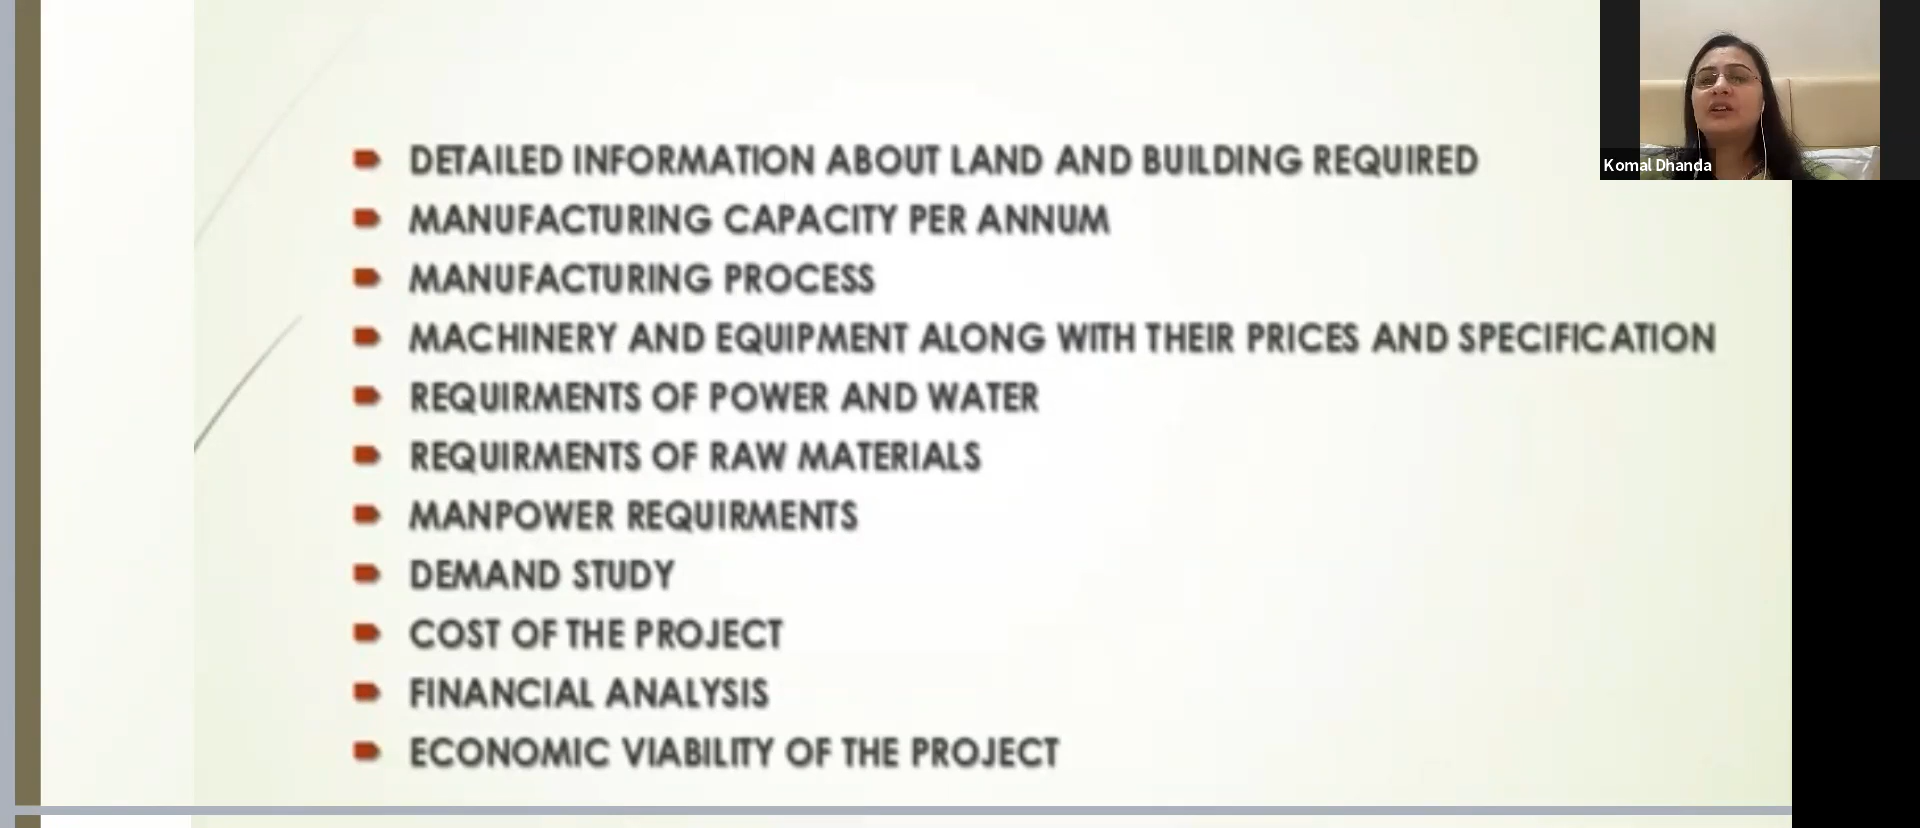 DETAILED INFORMATION ABOUT LAND AND BUILDING REQUIRED
MANUFACTURING CAPACITY PER ANNUM
MANUFACTURING PROCESS
MACHINERY AND EQUIPMENT ALONG WITH THEIR PRICES AND SPECIFICATION
REQUIRMENTS OF POWER AND WATER
REQUIRMENTS OF RAW MATERIALS
MANPOWER REQUIRMENTS
DEMAND STUDY
COST OF THE PROJECT
FINANCIAL ANALYSIS
ECONOMIC VIABILITY OF THE PROJECT
Komal Dhanda